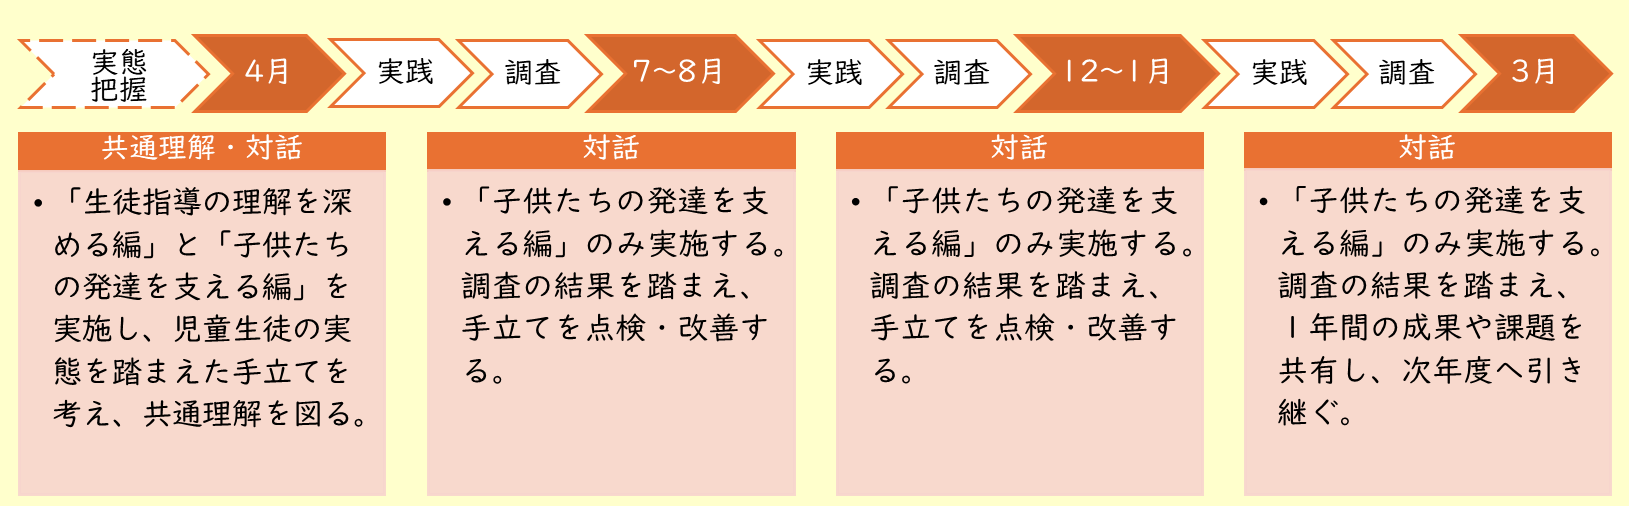 実態
把握
4月
実践
調査
7～8月
実践
調査
12～1月
実践
調査
3月
共通理解・対話
・「生徒指導の理解を深
める編」と「子供たち
の発達を支える編」を
実施し、児童生徒の実
態を踏まえた手立てを
考え、共通理解を図る。
対話
・「子供たちの発達を支
える編」のみ実施する。
調査の結果を踏まえ、
手立てを点検・改善す
る。
対話
・「子供たちの発達を支
える編」のみ実施する。
調査の結果を踏まえ、
手立てを点検・改善す
る。
対話
・「子供たちの発達を支
える編」のみ実施する。
調査の結果を踏まえ、
1年間の成果や課題を
共有し、次年度へ引き
継ぐ。